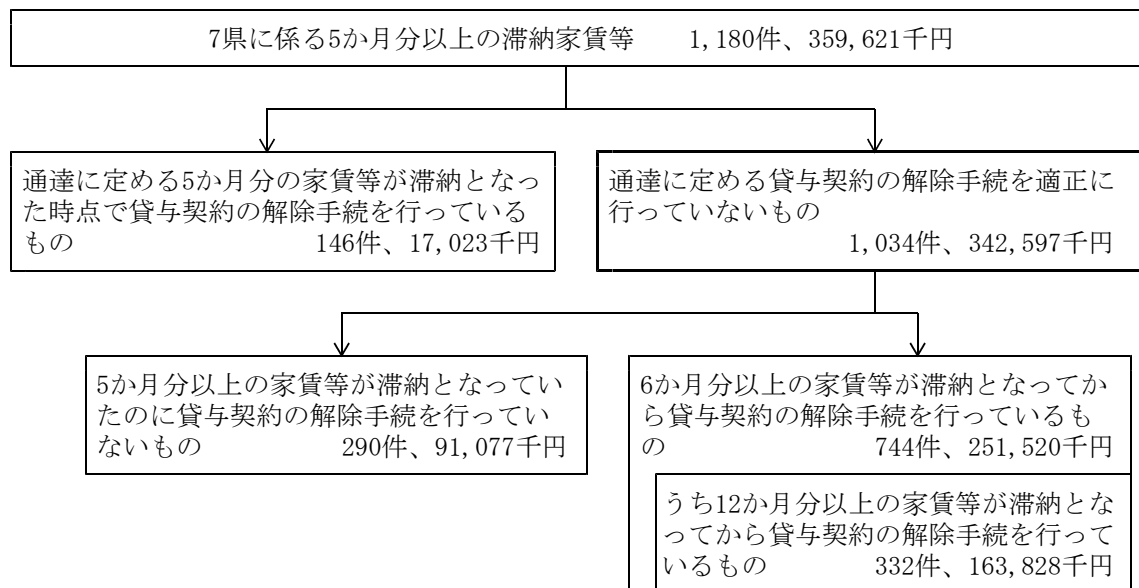 7県に係る5か月分以上の滞納家賃等　　1,180件、359,621千円
通達に定める5か月分の家賃等が滞納となっ
た時点で貸与契約の解除手続を行っている
もの　　　　　　146件、17,023千円
通達に定める貸与契約の解除手続を適正に
行っていないもの
1,034件、342,597千円
5か月分以上の家賃等が滞納となってい
たのに貸与契約の解除手続を行ってい
ないもの　　　　　290件、91,077千円
6か月分以上の家賃等が滞納となってか
ら貸与契約の解除手続を行っているも
の　　　　　　　　744件、251,520千円
うち12か月分以上の家賃等が滞納とな
ってから貸与契約の解除手続を行って
いるもの　　　　332件、163,828千円